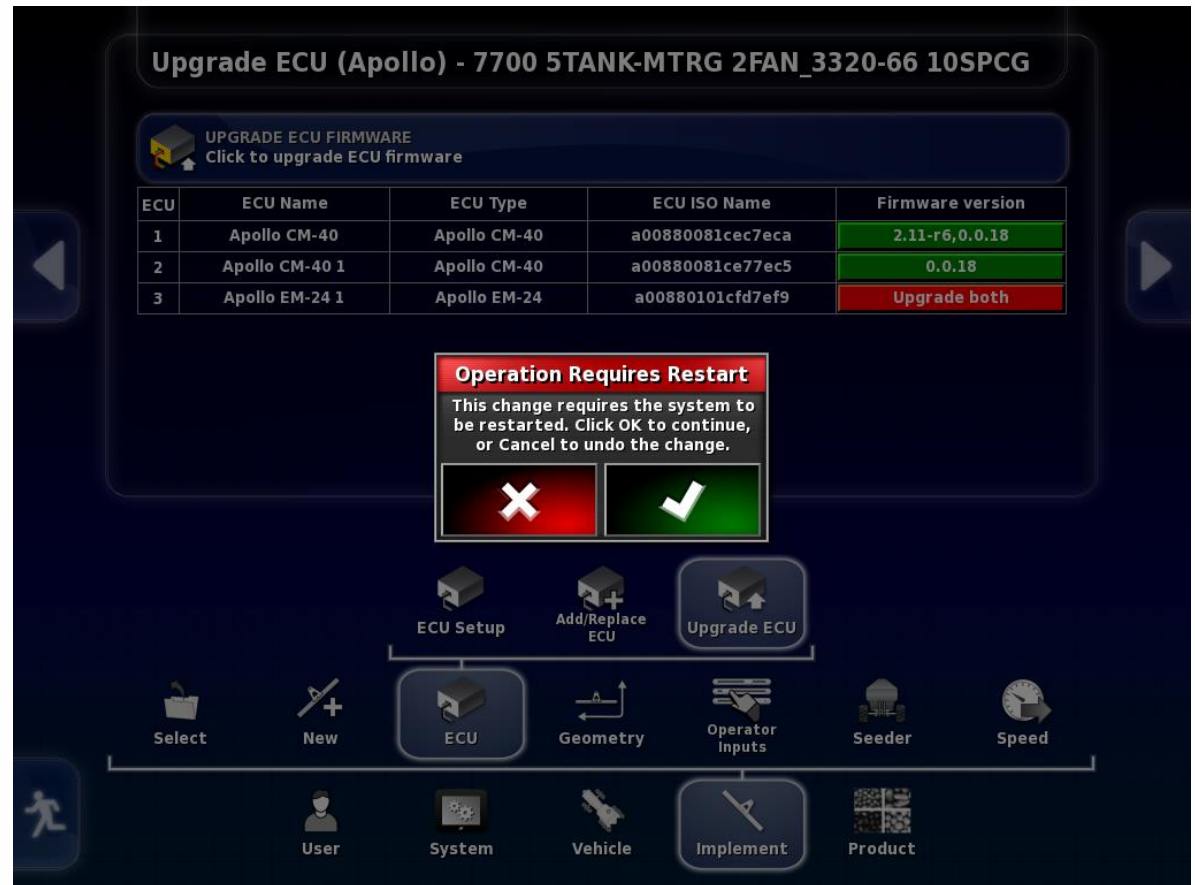 Upgrade ECU (Apollo) - 7700 5TANK-MTRG 2FAN_3320-66 10SPCG
UPGRADE ECU FIRMWARE
Click to upgrade ECU firmware
ECU ECU Name ECU Type ECU ISO Name Firmware version
1 Apollo CM-40 Apollo CM-40 a00880081cec7eca 2.11-r6,0.0.18
2 Apollo CM-40 1 Apollo CM-40 a00880081ce77ec5 0.0.18
3 Apollo EM-24 1 Apollo EM-24 a00880101cfd7ef9 Upgrade both
Operation Requires Restart
This change requires the system to
be restarted. Click OK to continue,
or Cancel to undo the change.
ECU Setup
Add/Replace
ECU
Upgrade ECU
Select
New
ECU
Geometry
Operator
Inputs
Seeder
Speed
User
System
Vehicle
Implement
Product